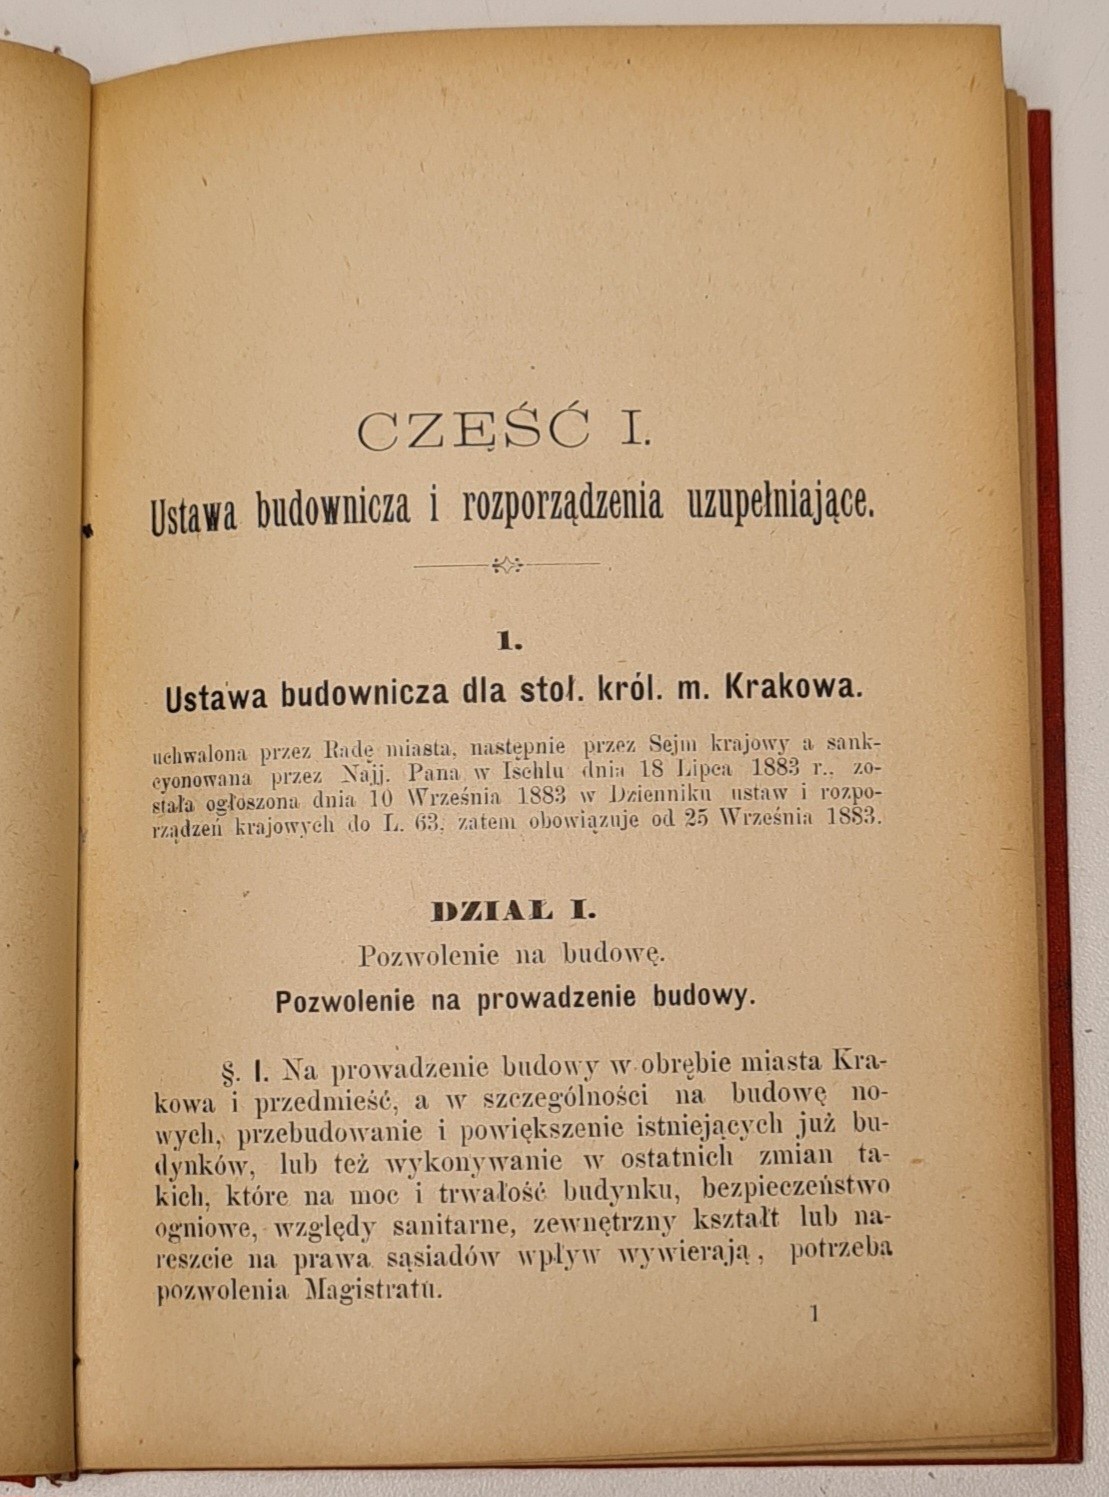 CZĘŚĆ I.
Ustawa budownicza i rozporządzenia uzupełniające.
1.
Ustawa budownicza dla stoł. król. m. Krakowa.
uchwalona przez Radę miasta, następnie przez Sejm krajowy a sank-
cyonowana przez Najj. Pana w Ischlu dnia 18 Lipca 1883 r., zo-
stała ogłoszona dnia 10 Września 1883 w Dzienniku ustaw i rozpo-
rządzeń krajowych do L. 63, zatem obowiązuje od 25 Września 1883.
DZIAŁ I.
Pozwolenie na budowę.
Pozwolenie na prowadzenie budowy.
§. 1. Na prowadzenie budowy w obrębie miasta Kra-
kowa i przedmieść, a w szczególności na budowę no-
wych, przebudowanie i powiększenie istniejących już bu-
dynków, lub też wykonywanie w ostatnich zmian ta-
kich, które na moc i trwałość budynku, bezpieczeństwo
ogniowe, względy sanitarne, zewnętrzny kształt lub na-
reszcie na prawa sąsiadów wpływ wywierają, potrzeba
pozwolenia Magistratu.
1